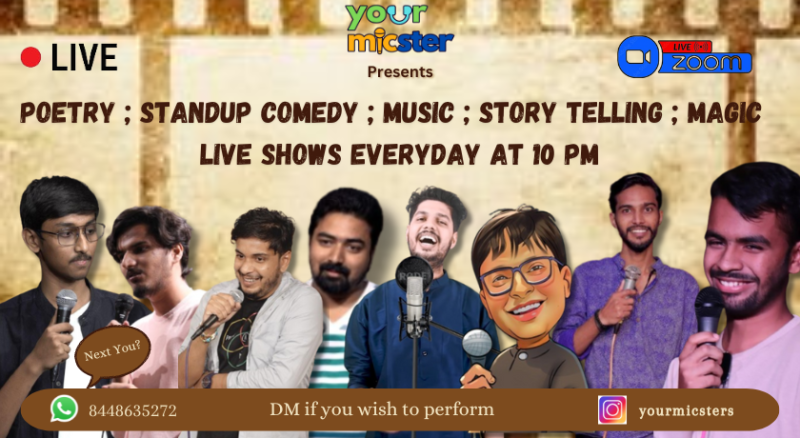 your
micster
LIVE
LIVE
zoom
Presents
POETRY ; STANDUP COMEDY ; MUSIC ; STORY TELLING ; MAGIC
LIVE SHOWS EVERYDAY AT 10 PM
RODE
Next You?
8448635272
DM if you wish to perform
yourmicsters